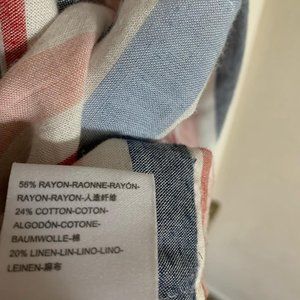 56% RAYON-RAONNE-RAYÓN-
RAYON-RAYON-人造纤维
24% COTTON-COTON-
ALGODÓN-COTONE-
BAUMWOLLE-棉
20% LINEN-LIN-LINO-LINO-
LEINEN-麻布